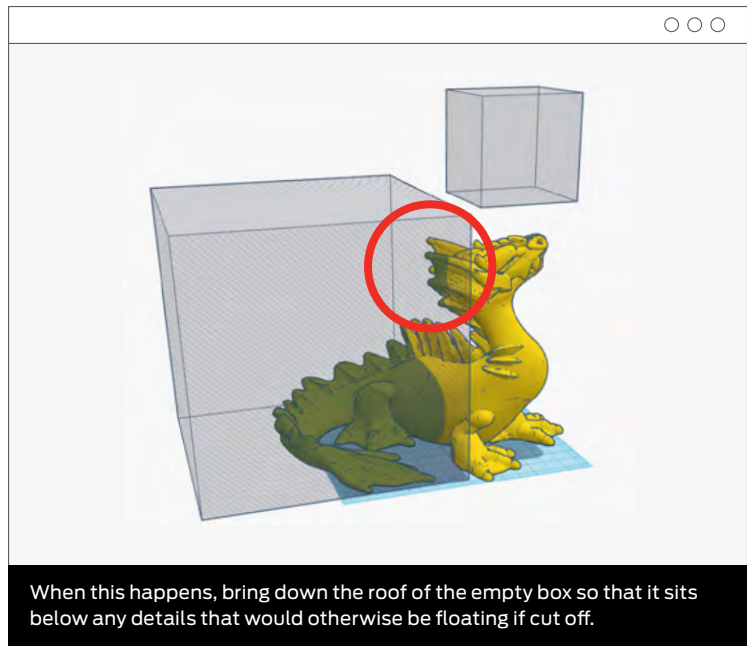 When this happens, bring down the roof of the empty box so that it sits
below any details that would otherwise be floating if cut off.